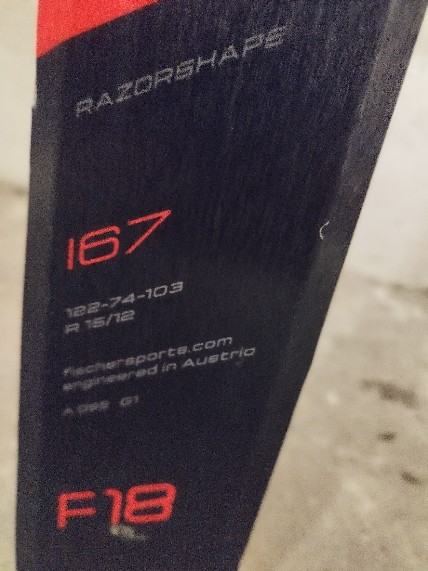 RAZORSHAPE
167
122-74-103
R 15/12
fischersports.com
engineered in Austria
F18